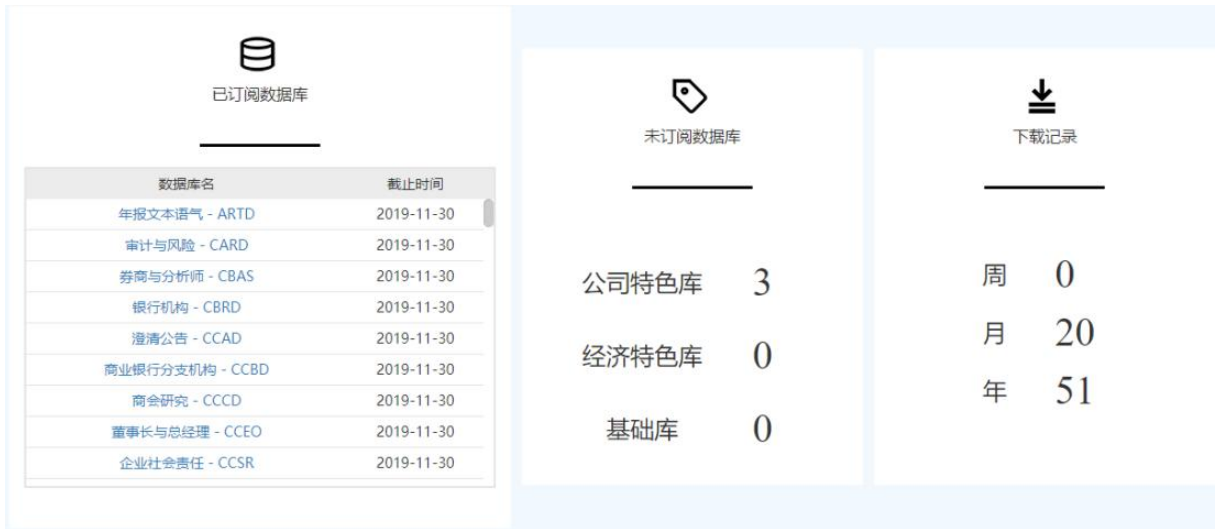 已订阅数据库
数据库名 截止时间
年报文本语气 - ARTD 2019-11-30
审计与风险 - CARD 2019-11-30
券商与分析师 - CBAS 2019-11-30
银行机构 - CBRD 2019-11-30
澄清公告 - CCAD 2019-11-30
商业银行分支机构 - CCBD 2019-11-30
商会研究 - CCCD 2019-11-30
董事长与总经理 - CCEO 2019-11-30
企业社会责任 - CCSR 2019-11-30
未订阅数据库
公司特色库 3
经济特色库 0
基础库 0
下载记录
周 0
月 20
年 51